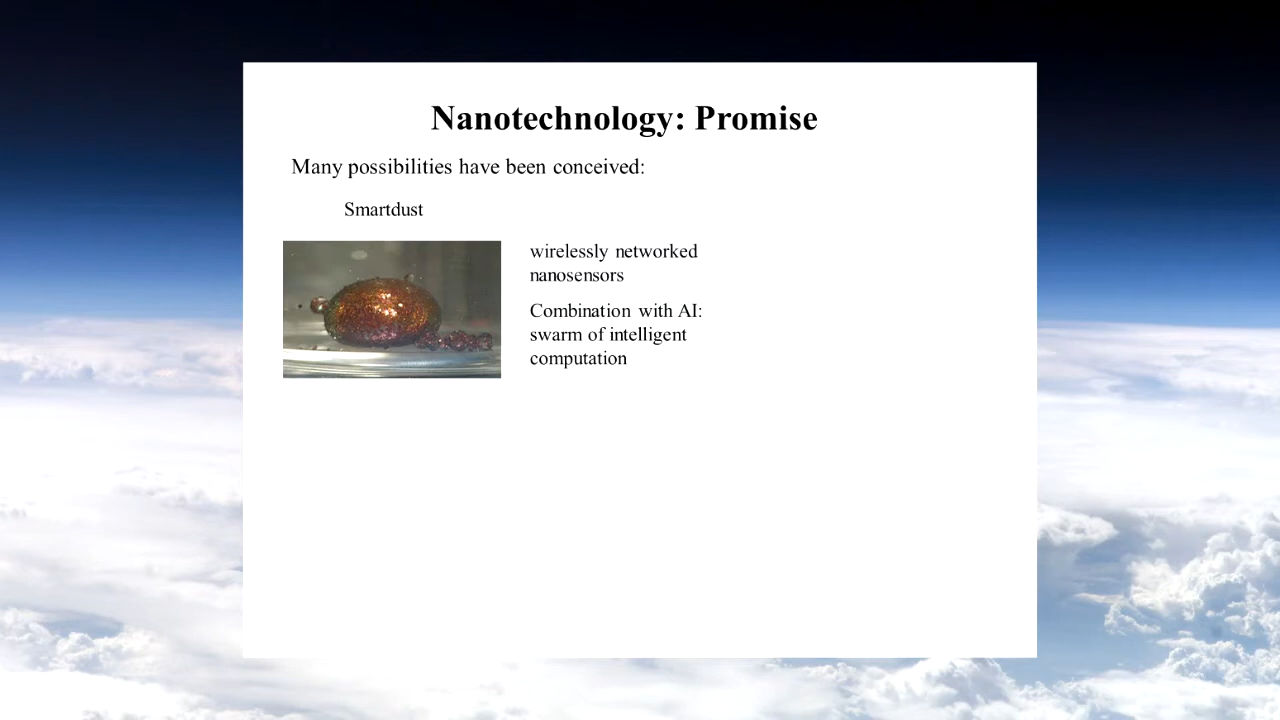 Nanotechnology: Promise
Many possibilities have been conceived:
Smartdust
wirelessly networked
nanosensors
Combination with AI:
swarm of intelligent
computation